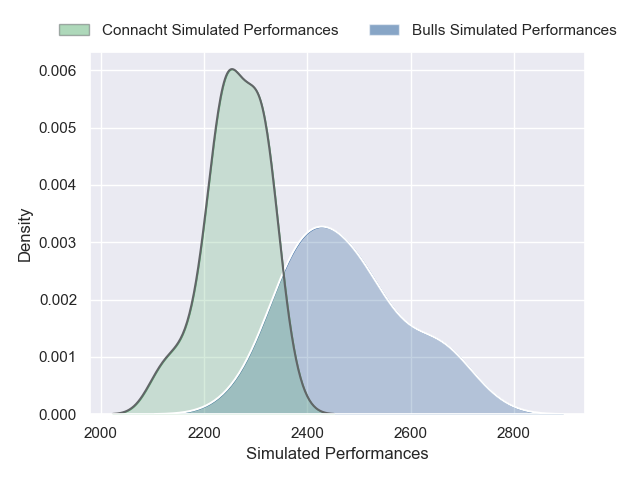 Connacht Simulated Performances Bulls Simulated Performances
0.006
0.005
0.004
0.003
0.002
0.001
0.000
Density
2000 2200 2400 2600 2800
Simulated Performances